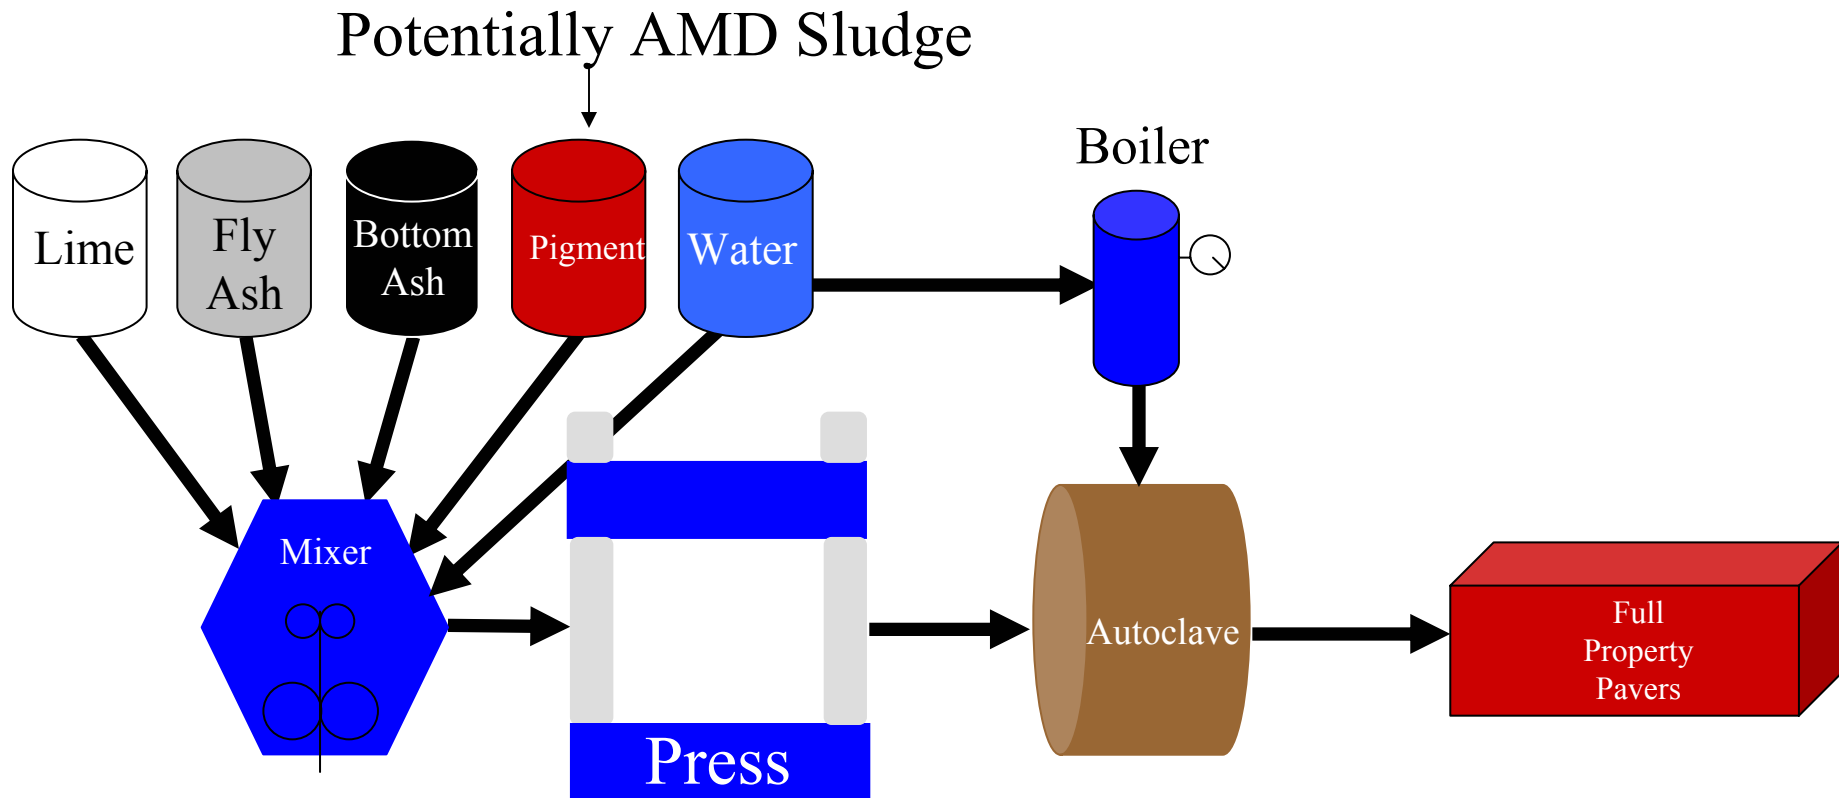 Potentially AMD Sludge
Boiler
Lime
Fly
Ash
Bottom
Ash
Pigment
Water
Mixer
Press
Autoclave
Full
Property
Pavers